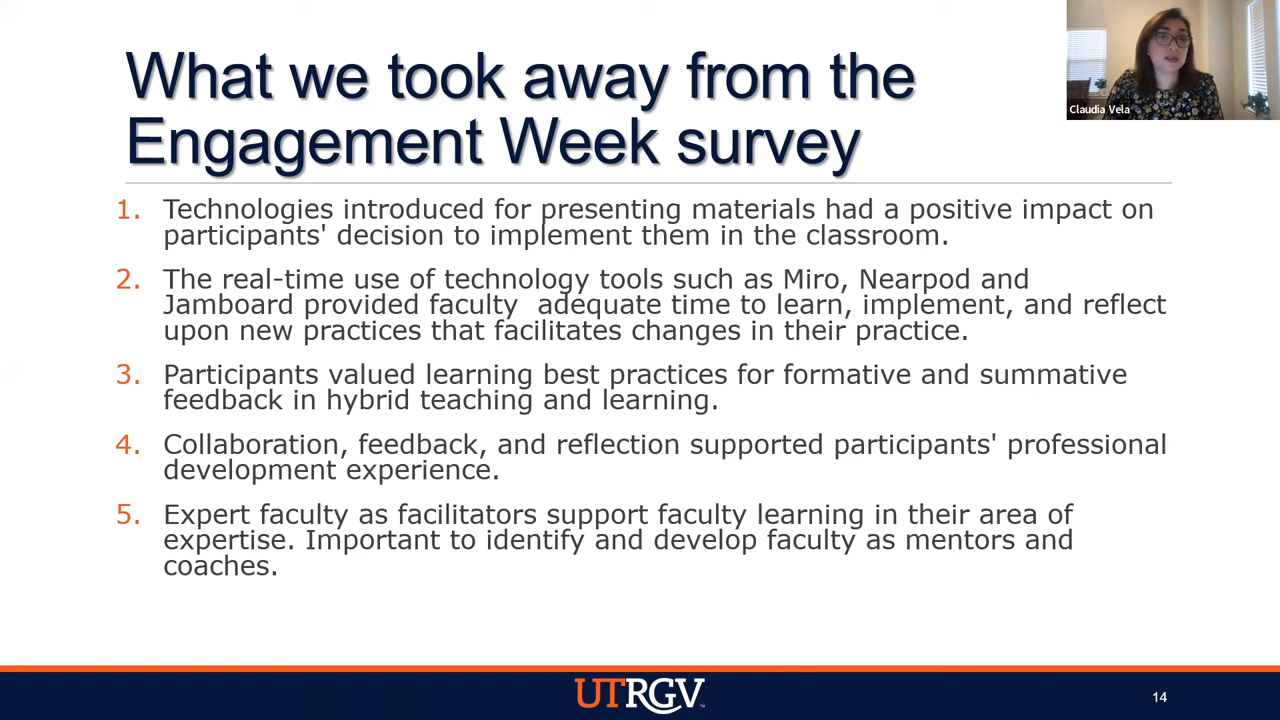 What we took away from the
Engagement Week survey
Claudia Vela
1. Technologies introduced for presenting materials had a positive impact on
participants' decision to implement them in the classroom.
2. The real-time use of technology tools such as Miro, Nearpod and
Jamboard provided faculty  adequate time to learn, implement, and reflect
upon new practices that facilitates changes in their practice.
3. Participants valued learning best practices for formative and summative
feedback in hybrid teaching and learning.
4. Collaboration, feedback, and reflection supported participants' professional
development experience.
5. Expert faculty as facilitators support faculty learning in their area of
expertise. Important to identify and develop faculty as mentors and
coaches.
UTRGV
14